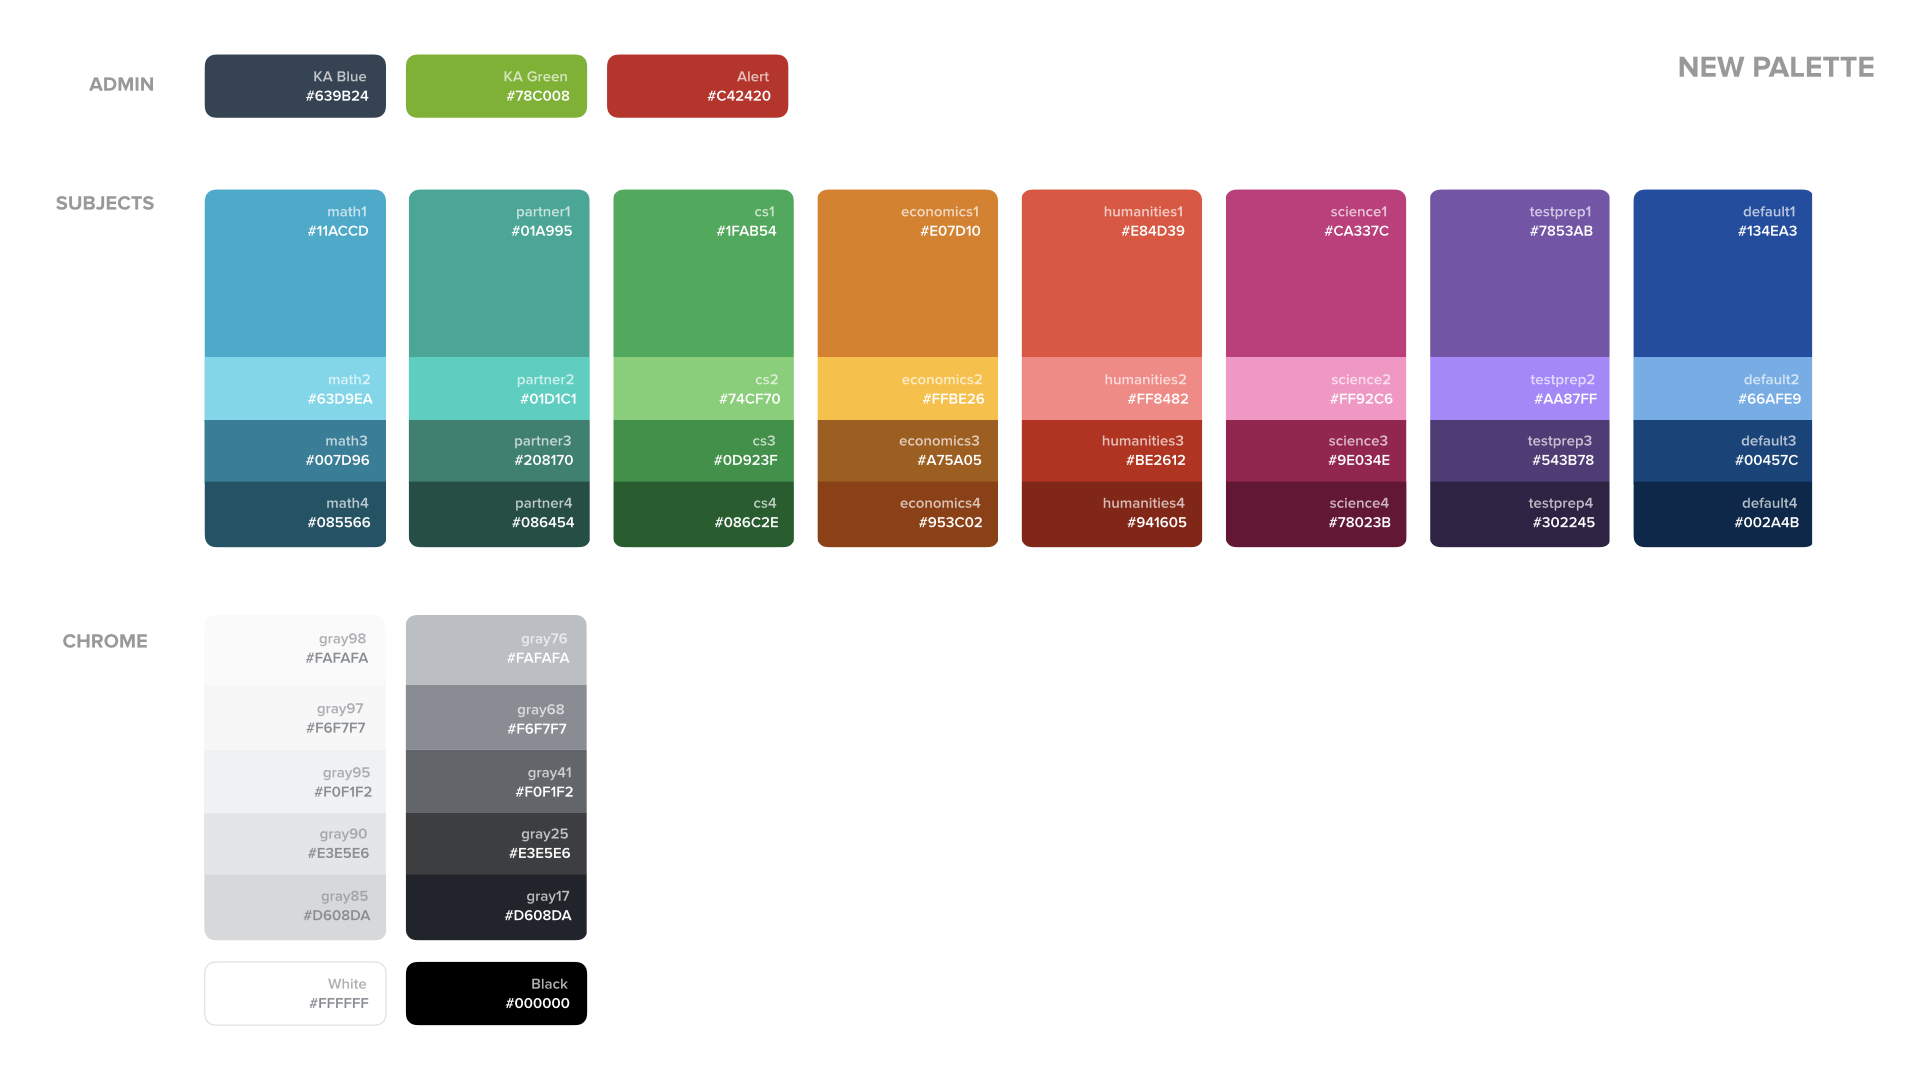 NEW PALETTE
ADMIN
KA Blue
#639B24
KA Green
#78C008
Alert
#C42420
SUBJECTS
math1
#11ACCD
math2
#63D9EA
math3
#007D96
math4
#085566
partner1
#01A995
partner2
#01D1C1
partner3
#208170
partner4
#086454
cs1
#1FAB54
cs2
#74CF70
cs3
#0D923F
cs4
#086C2E
economics1
#E07D10
economics2
#FFBE26
economics3
#A75A05
economics4
#953C02
humanities1
#E84D39
humanities2
#FF8482
humanities3
#BE2612
humanities4
#941605
science1
#CA337C
science2
#FF92C6
science3
#9E034E
science4
#78023B
testprep1
#7853AB
testprep2
#AA87FF
testprep3
#543B78
testprep4
#302245
default1
#134EA3
default2
#66AFE9
default3
#00457C
default4
#002A4B
CHROME
gray98
#FAFAFA
gray97
#F6F7F7
gray95
#F0F1F2
gray90
#E3E5E6
gray85
#D608DA
White
#FFFFFF
gray76
#FAFAFA
gray68
#F6F7F7
gray41
#F0F1F2
gray25
#E3E5E6
gray17
#D608DA
Black
#000000